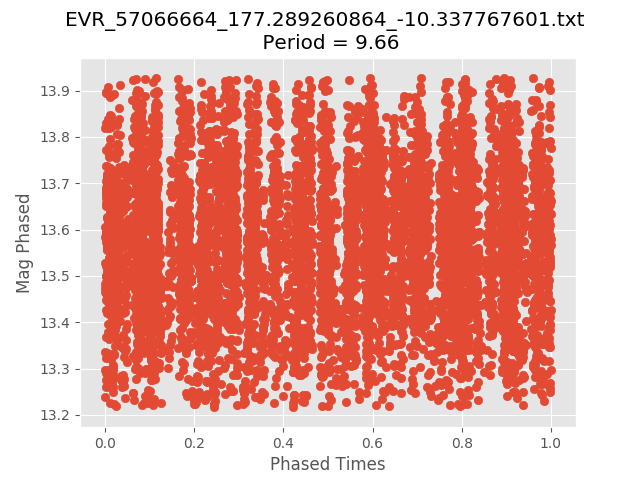 EVR_57066664_177.289260864_-10.337767601.txt
Period = 9.66
13.9
13.8
13.7
13.6
13.5
13.4
13.3
13.2
Mag Phased
0.0 0.2 0.4 0.6 0.8 1.0
Phased Times